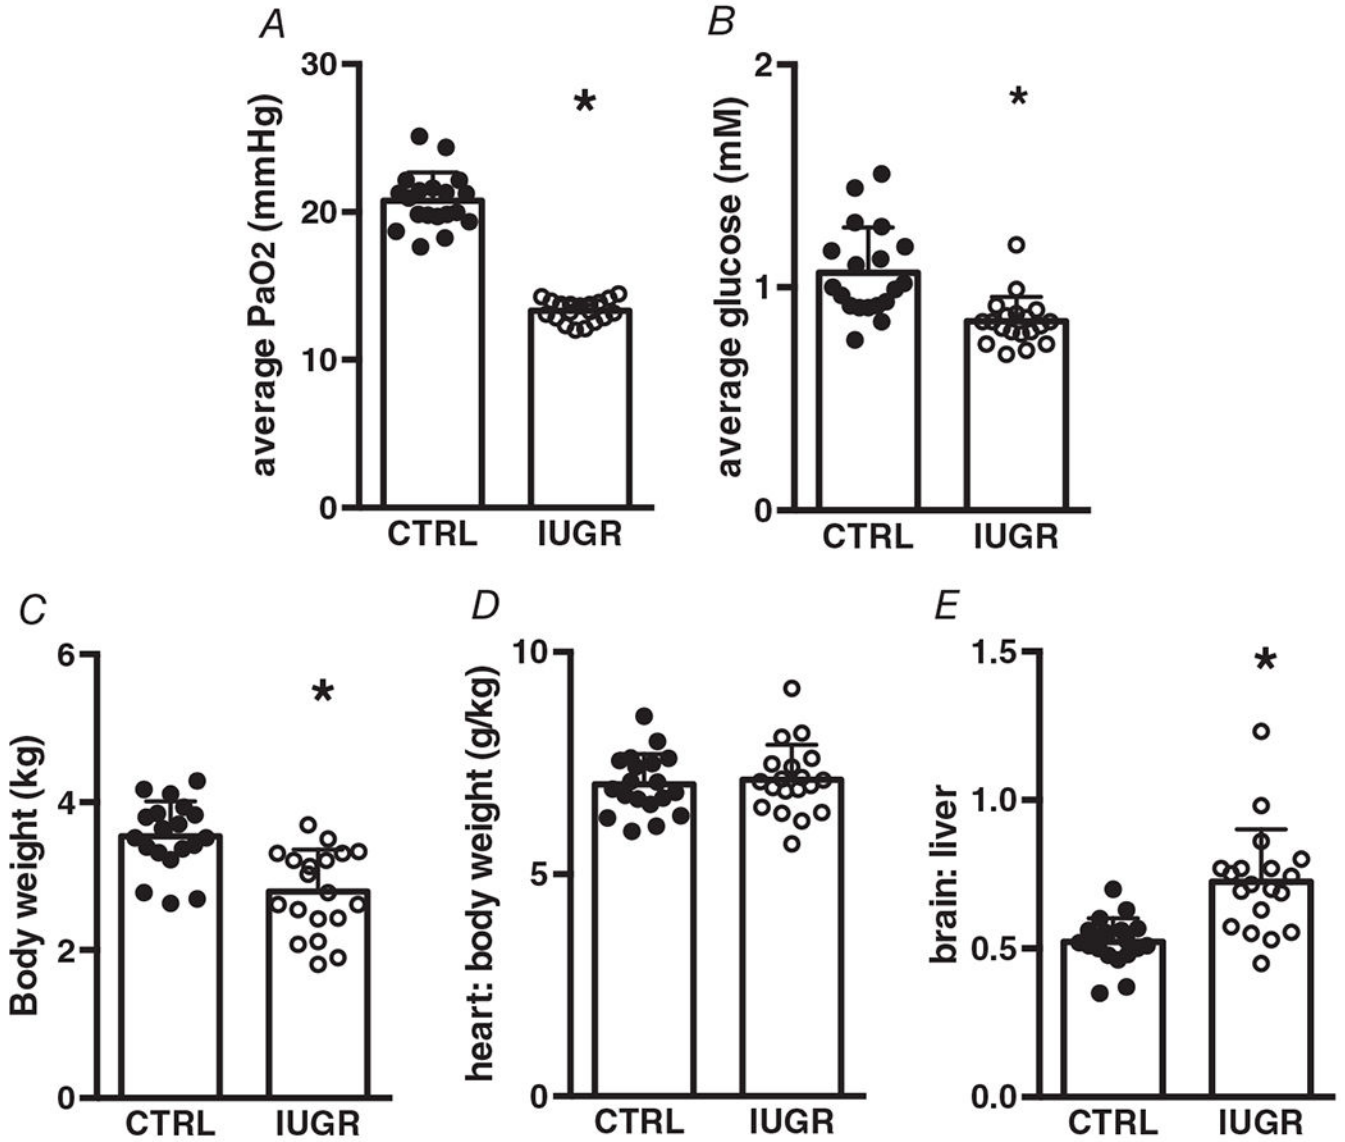 A
average PaO2 (mmHg)
30
20
10
0
*
CTRL IUGR
B
average glucose (mM)
2
1
0
*
CTRL IUGR
C
Body weight (kg)
6
4
2
0
*
CTRL IUGR
D
heart: body weight (g/kg)
10
5
0
CTRL IUGR
E
brain: liver
1.5
1.0
0.5
0.0
*
CTRL IUGR